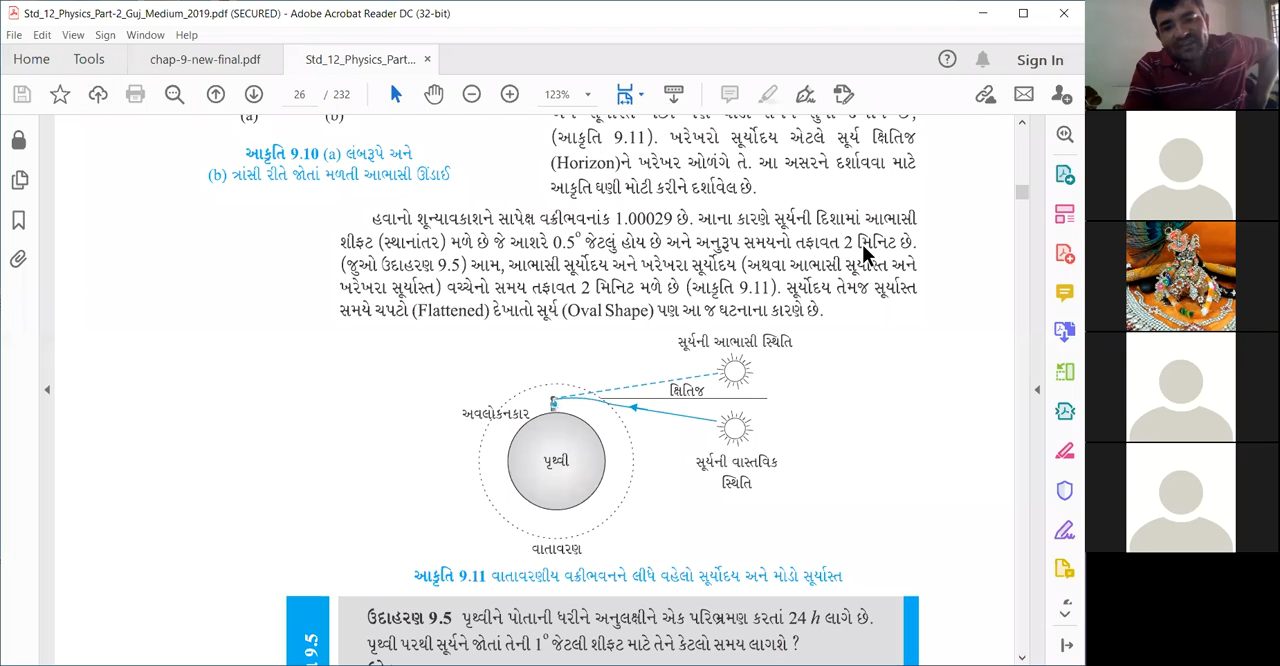 Std_12_Physics_Part-2_Guj_Medium_2019.pdf (SECURED) - Adobe Acrobat Reader DC (32-bit)
File Edit View Sign Window Help
Home Tools chap-9-new-final.pdf Std_12_Physics_Part... × Sign In
26 / 232 123%
(a) (b)
(આકૃતિ 9.11). ખરેખરો સૂર્યોદય એટલે સૂર્ય ક્ષિતિજ
આકૃતિ 9.10 (a) લંબરૂપે અને
(Horizon)ને ખરેખર ઓળંગે તે. આ અસરને દર્શાવવા માટે
(b) ત્રાંસી રીતે જોતાં મળતી આભાસી ઊંડાઈ
આકૃતિ ઘણી મોટી કરીને દર્શાવેલ છે.
હવાનો શૂન્યાવકાશને સાપેક્ષ વક્રીભવનાંક 1.00029 છે. આના કારણે સૂર્યની દિશામાં આભાસી
શીફટ (સ્થાનાંતર) મળે છે જે આશરે 0.5° જેટલું હોય છે અને અનુરૂપ સમયનો તફાવત 2 મિનિટ છે.
(જુઓ ઉદાહરણ 9.5) આમ, આભાસી સૂર્યોદય અને ખરેખરા સૂર્યોદય (અથવા આભાસી સૂર્યાસ્ત અને
ખરેખરા સૂર્યાસ્ત) વચ્ચેનો સમય તફાવત 2 મિનિટ મળે છે (આકૃતિ 9.11). સૂર્યોદય તેમજ સૂર્યાસ્ત
સમયે ચપટો (Flattened) દેખાતો સૂર્ય (Oval Shape) પણ આ જ ઘટનાના કારણે છે.
સૂર્યની આભાસી સ્થિતિ
ક્ષિતિજ
અવલોકનકાર
પૃથ્વી
સૂર્યની વાસ્તવિક
સ્થિતિ
વાતાવરણ
આકૃતિ 9.11 વાતાવરણીય વક્રીભવનને લીધે વહેલો સૂર્યોદય અને મોડો સૂર્યાસ્ત
ઉદાહરણ 9.5 પૃથ્વીને પોતાની ધરીને અનુલક્ષીને એક પરિભ્રમણ કરતાં 24 h લાગે છે.
પૃથ્વી પરથી સૂર્યને જોતાં તેની 1° જેટલી શીફટ માટે તેને કેટલો સમય લાગશે ?
9.5